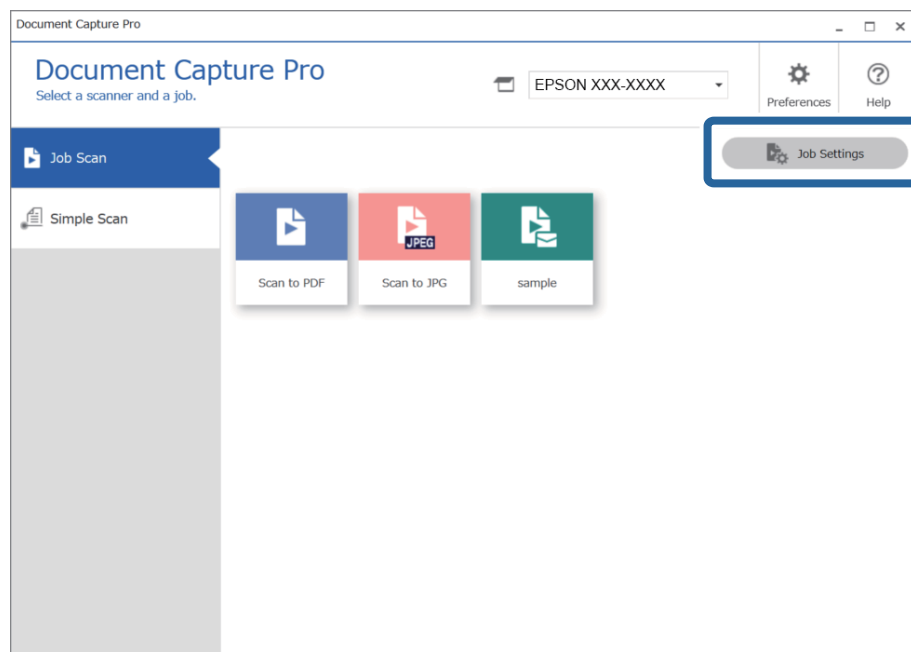 Document Capture Pro
Document Capture Pro
Select a scanner and a job.
EPSON XXX-XXXX
Preferences
Help
Job Scan
Job Settings
Simple Scan
JPEG
Scan to PDF
Scan to JPG
sample